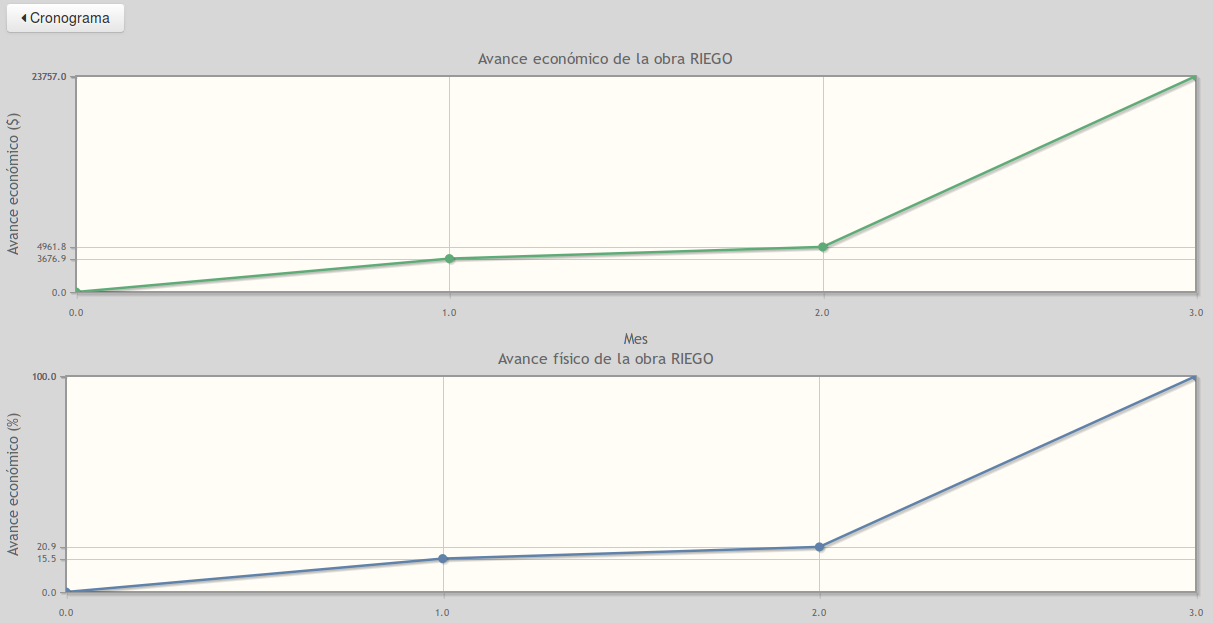 Cronograma
Avance económico de la obra RIEGO
Avance económico ($)
23757.0
4961.8
3676.9
0.0
0.0 1.0 2.0 3.0
Mes
Avance físico de la obra RIEGO
Avance económico (%)
100.0
20.9
15.5
0.0
0.0 1.0 2.0 3.0